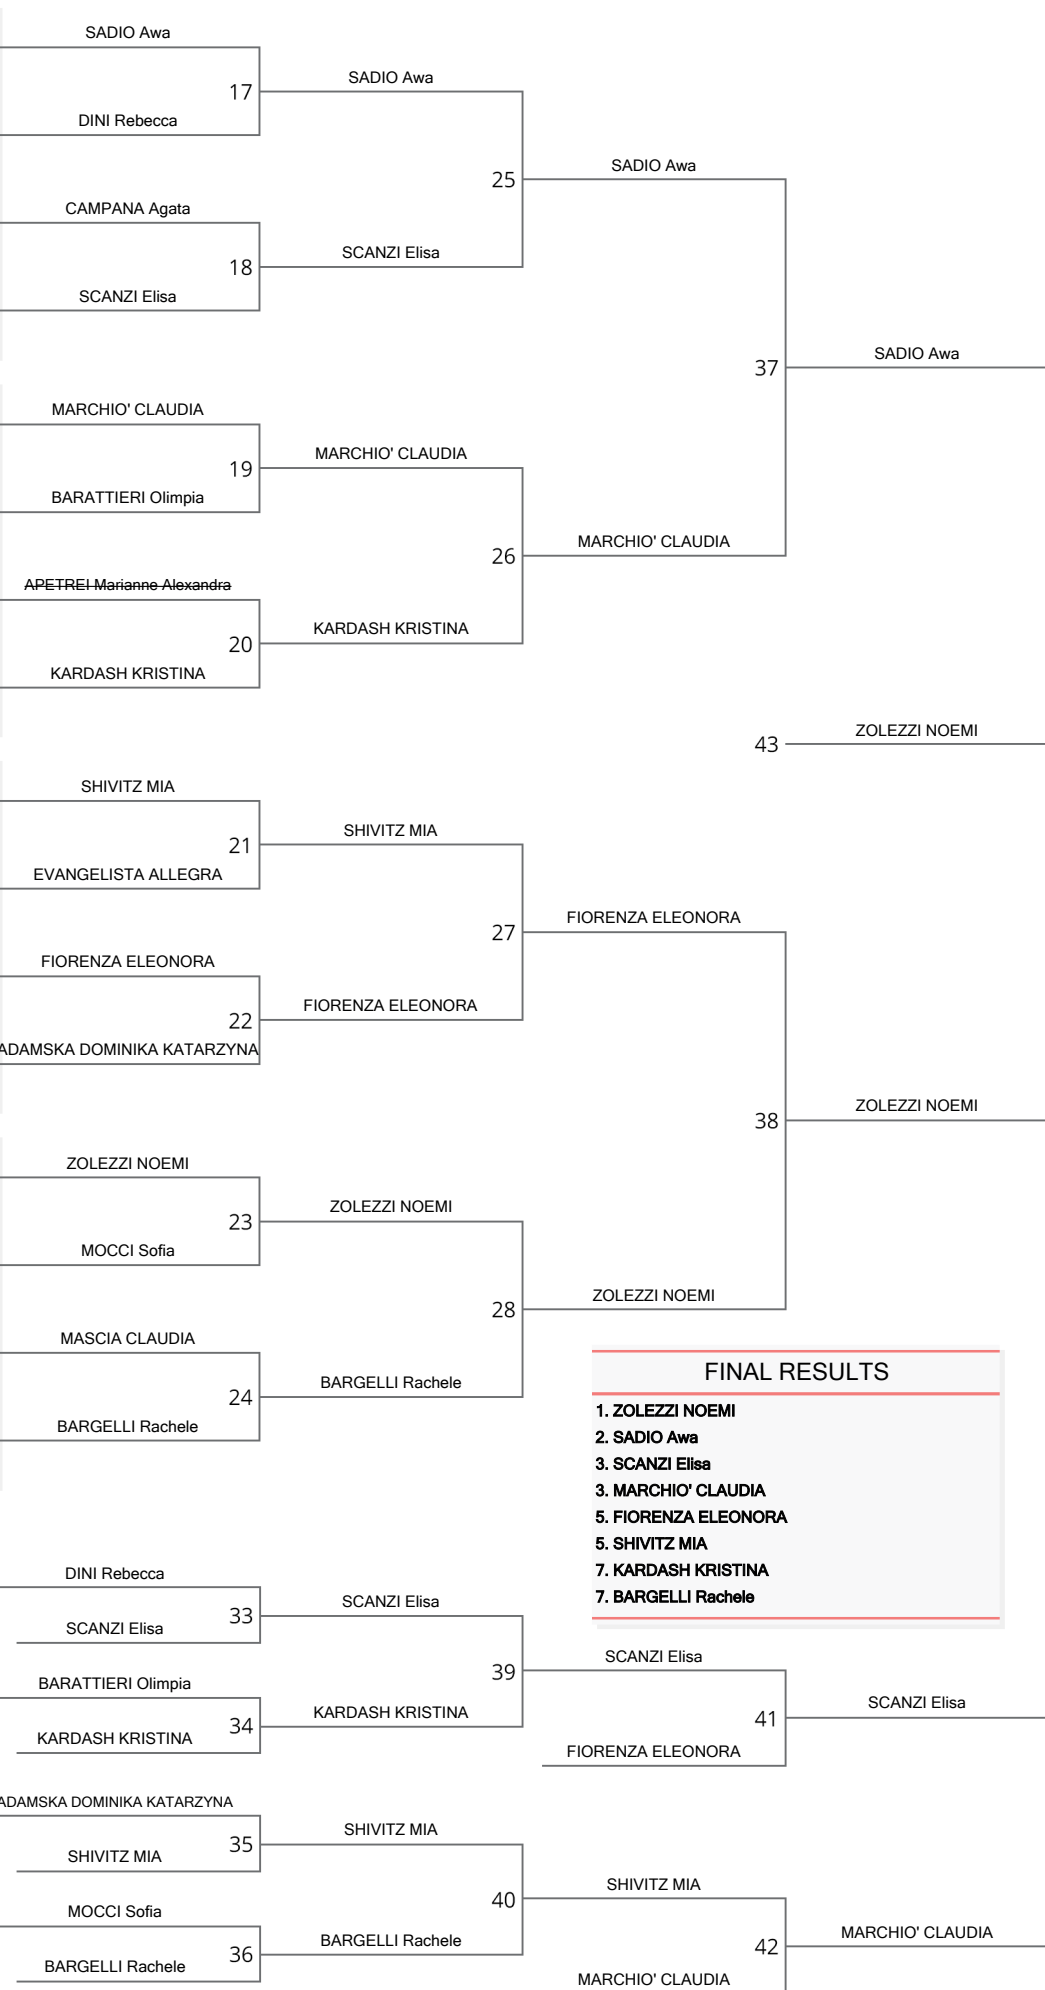 SADIO Awa
17
SADIO Awa
DINI Rebecca
25
SADIO Awa
CAMPANA Agata
18
SCANZI Elisa
SCANZI Elisa
37
SADIO Awa
MARCHIO' CLAUDIA
19
MARCHIO' CLAUDIA
BARATTIERI Olimpia
26
MARCHIO' CLAUDIA
APETREI Marianne Alexandra
20
KARDASH KRISTINA
KARDASH KRISTINA
43
ZOLEZZI NOEMI
SHIVITZ MIA
21
SHIVITZ MIA
EVANGELISTA ALLEGRA
27
FIORENZA ELEONORA
FIORENZA ELEONORA
22
FIORENZA ELEONORA
ADAMSKA DOMINIKA KATARZYNA
38
ZOLEZZI NOEMI
ZOLEZZI NOEMI
23
ZOLEZZI NOEMI
MOCCI Sofia
28
ZOLEZZI NOEMI
MASCIA CLAUDIA
24
BARGELLI Rachele
BARGELLI Rachele
FINAL RESULTS
1. ZOLEZZI NOEMI
2. SADIO Awa
3. SCANZI Elisa
3. MARCHIO' CLAUDIA
5. FIORENZA ELEONORA
5. SHIVITZ MIA
7. KARDASH KRISTINA
7. BARGELLI Rachele
DINI Rebecca
33
SCANZI Elisa
SCANZI Elisa
39
SCANZI Elisa
BARATTIERI Olimpia
34
KARDASH KRISTINA
KARDASH KRISTINA
41
SCANZI Elisa
FIORENZA ELEONORA
ADAMSKA DOMINIKA KATARZYNA
35
SHIVITZ MIA
SHIVITZ MIA
40
SHIVITZ MIA
MOCCI Sofia
36
BARGELLI Rachele
BARGELLI Rachele
42
MARCHIO' CLAUDIA
MARCHIO' CLAUDIA